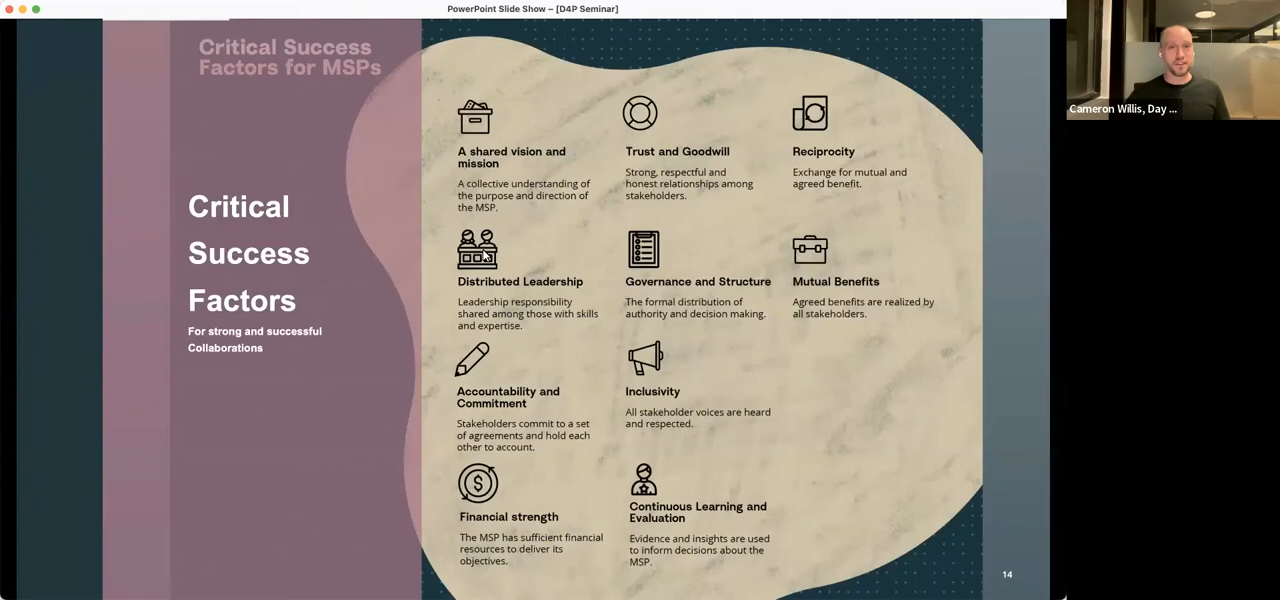 PowerPoint Slide Show – [D4P Seminar]
Critical Success
Factors for MSPs
Critical
Success
Factors
For strong and successful
Collaborations
A shared vision and
mission
A collective understanding of
the purpose and direction of
the MSP.
Trust and Goodwill
Strong, respectful and
honest relationships among
stakeholders.
Reciprocity
Exchange for mutual and
agreed benefit.
Distributed Leadership
Leadership responsibility
shared among those with skills
and expertise.
Governance and Structure
The formal distribution of
authority and decision making.
Mutual Benefits
Agreed benefits are realized by
all stakeholders.
Accountability and
Commitment
Stakeholders commit to a set
of agreements and hold each
other to account.
Inclusivity
All stakeholder voices are heard
and respected.
$
Financial strength
The MSP has sufficient financial
resources to deliver its
objectives.
Continuous Learning and
Evaluation
Evidence and insights are used
to inform decisions about the
MSP.
14
Cameron Willis, Day ...